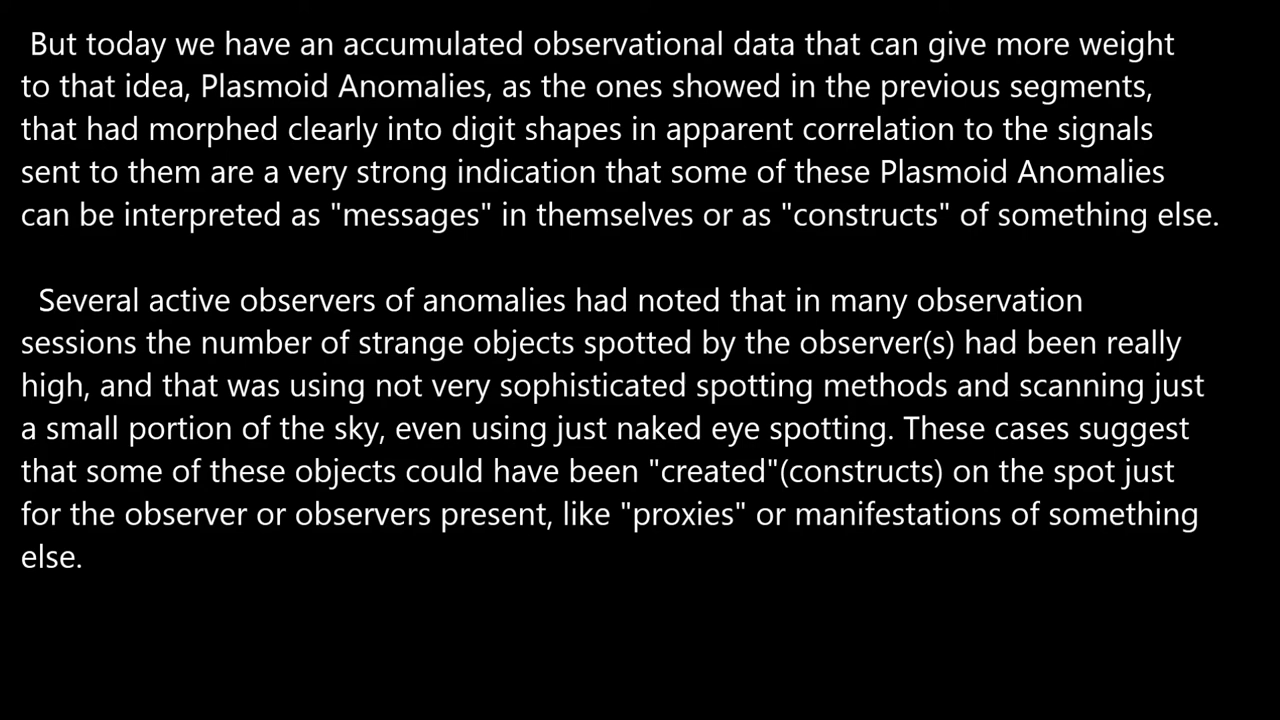 But today we have an accumulated observational data that can give more weight
to that idea, Plasmoid Anomalies, as the ones showed in the previous segments,
that had morphed clearly into digit shapes in apparent correlation to the signals
sent to them are a very strong indication that some of these Plasmoid Anomalies
can be interpreted as "messages" in themselves or as "constructs" of something else.
Several active observers of anomalies had noted that in many observation
sessions the number of strange objects spotted by the observer(s) had been really
high, and that was using not very sophisticated spotting methods and scanning just
a small portion of the sky, even using just naked eye spotting. These cases suggest
that some of these objects could have been "created"(constructs) on the spot just
for the observer or observers present, like "proxies" or manifestations of something
else.